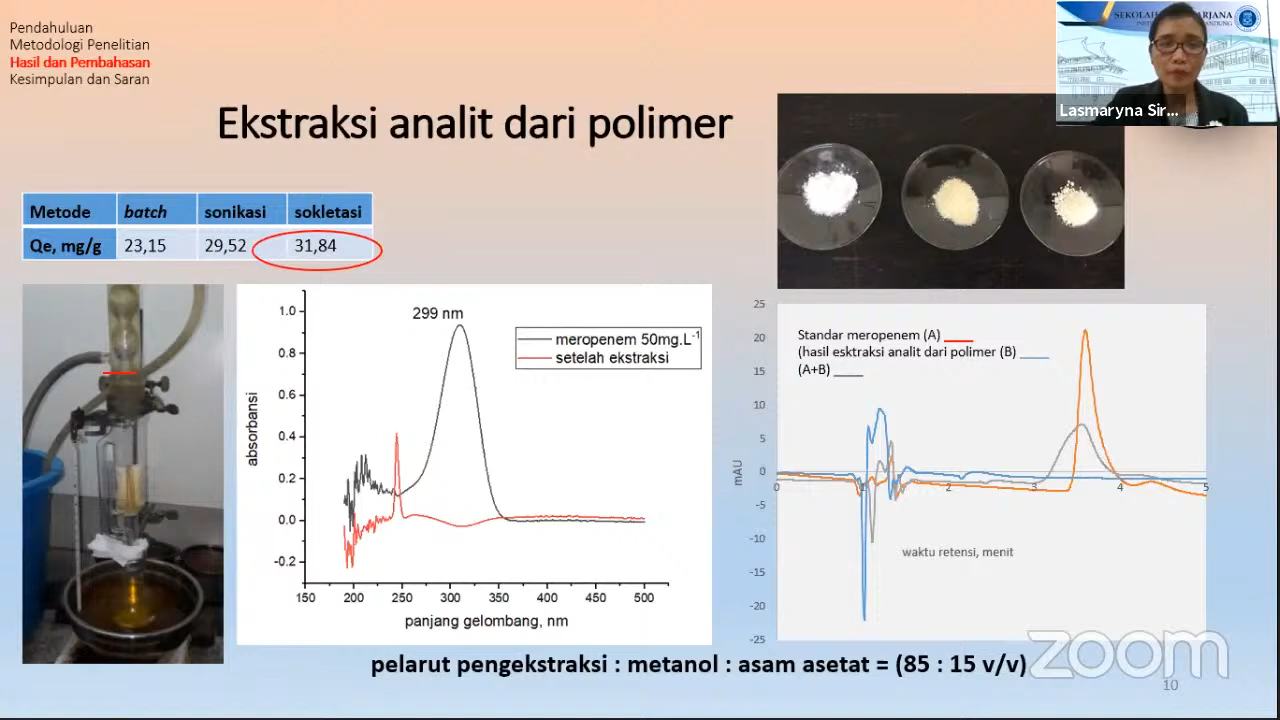 Pendahuluan
Metodologi Penelitian
Hasil dan Pembahasan
Kesimpulan dan Saran
Lasmaryna Sir...
Ekstraksi analit dari polimer
Metode batch sonikasi sokletasi
Qe, mg/g 23,15 29,52 31,84
299 nm
meropenem 50mg.L-1
setelah ekstraksi
absorbansi
1.0
0.8
0.6
0.4
0.2
0.0
-0.2
150 200 250 300 350 400 450 500
panjang gelombang, nm
Standar meropenem (A)
(hasil esktraksi analit dari polimer (B)
(A+B)
mAU
25
20
15
10
5
0
-5
-10
-15
-20
-25
0 1 2 3 4 5
waktu retensi, menit
pelarut pengekstraksi : metanol : asam asetat = (85 : 15 v/v)
zoom
10